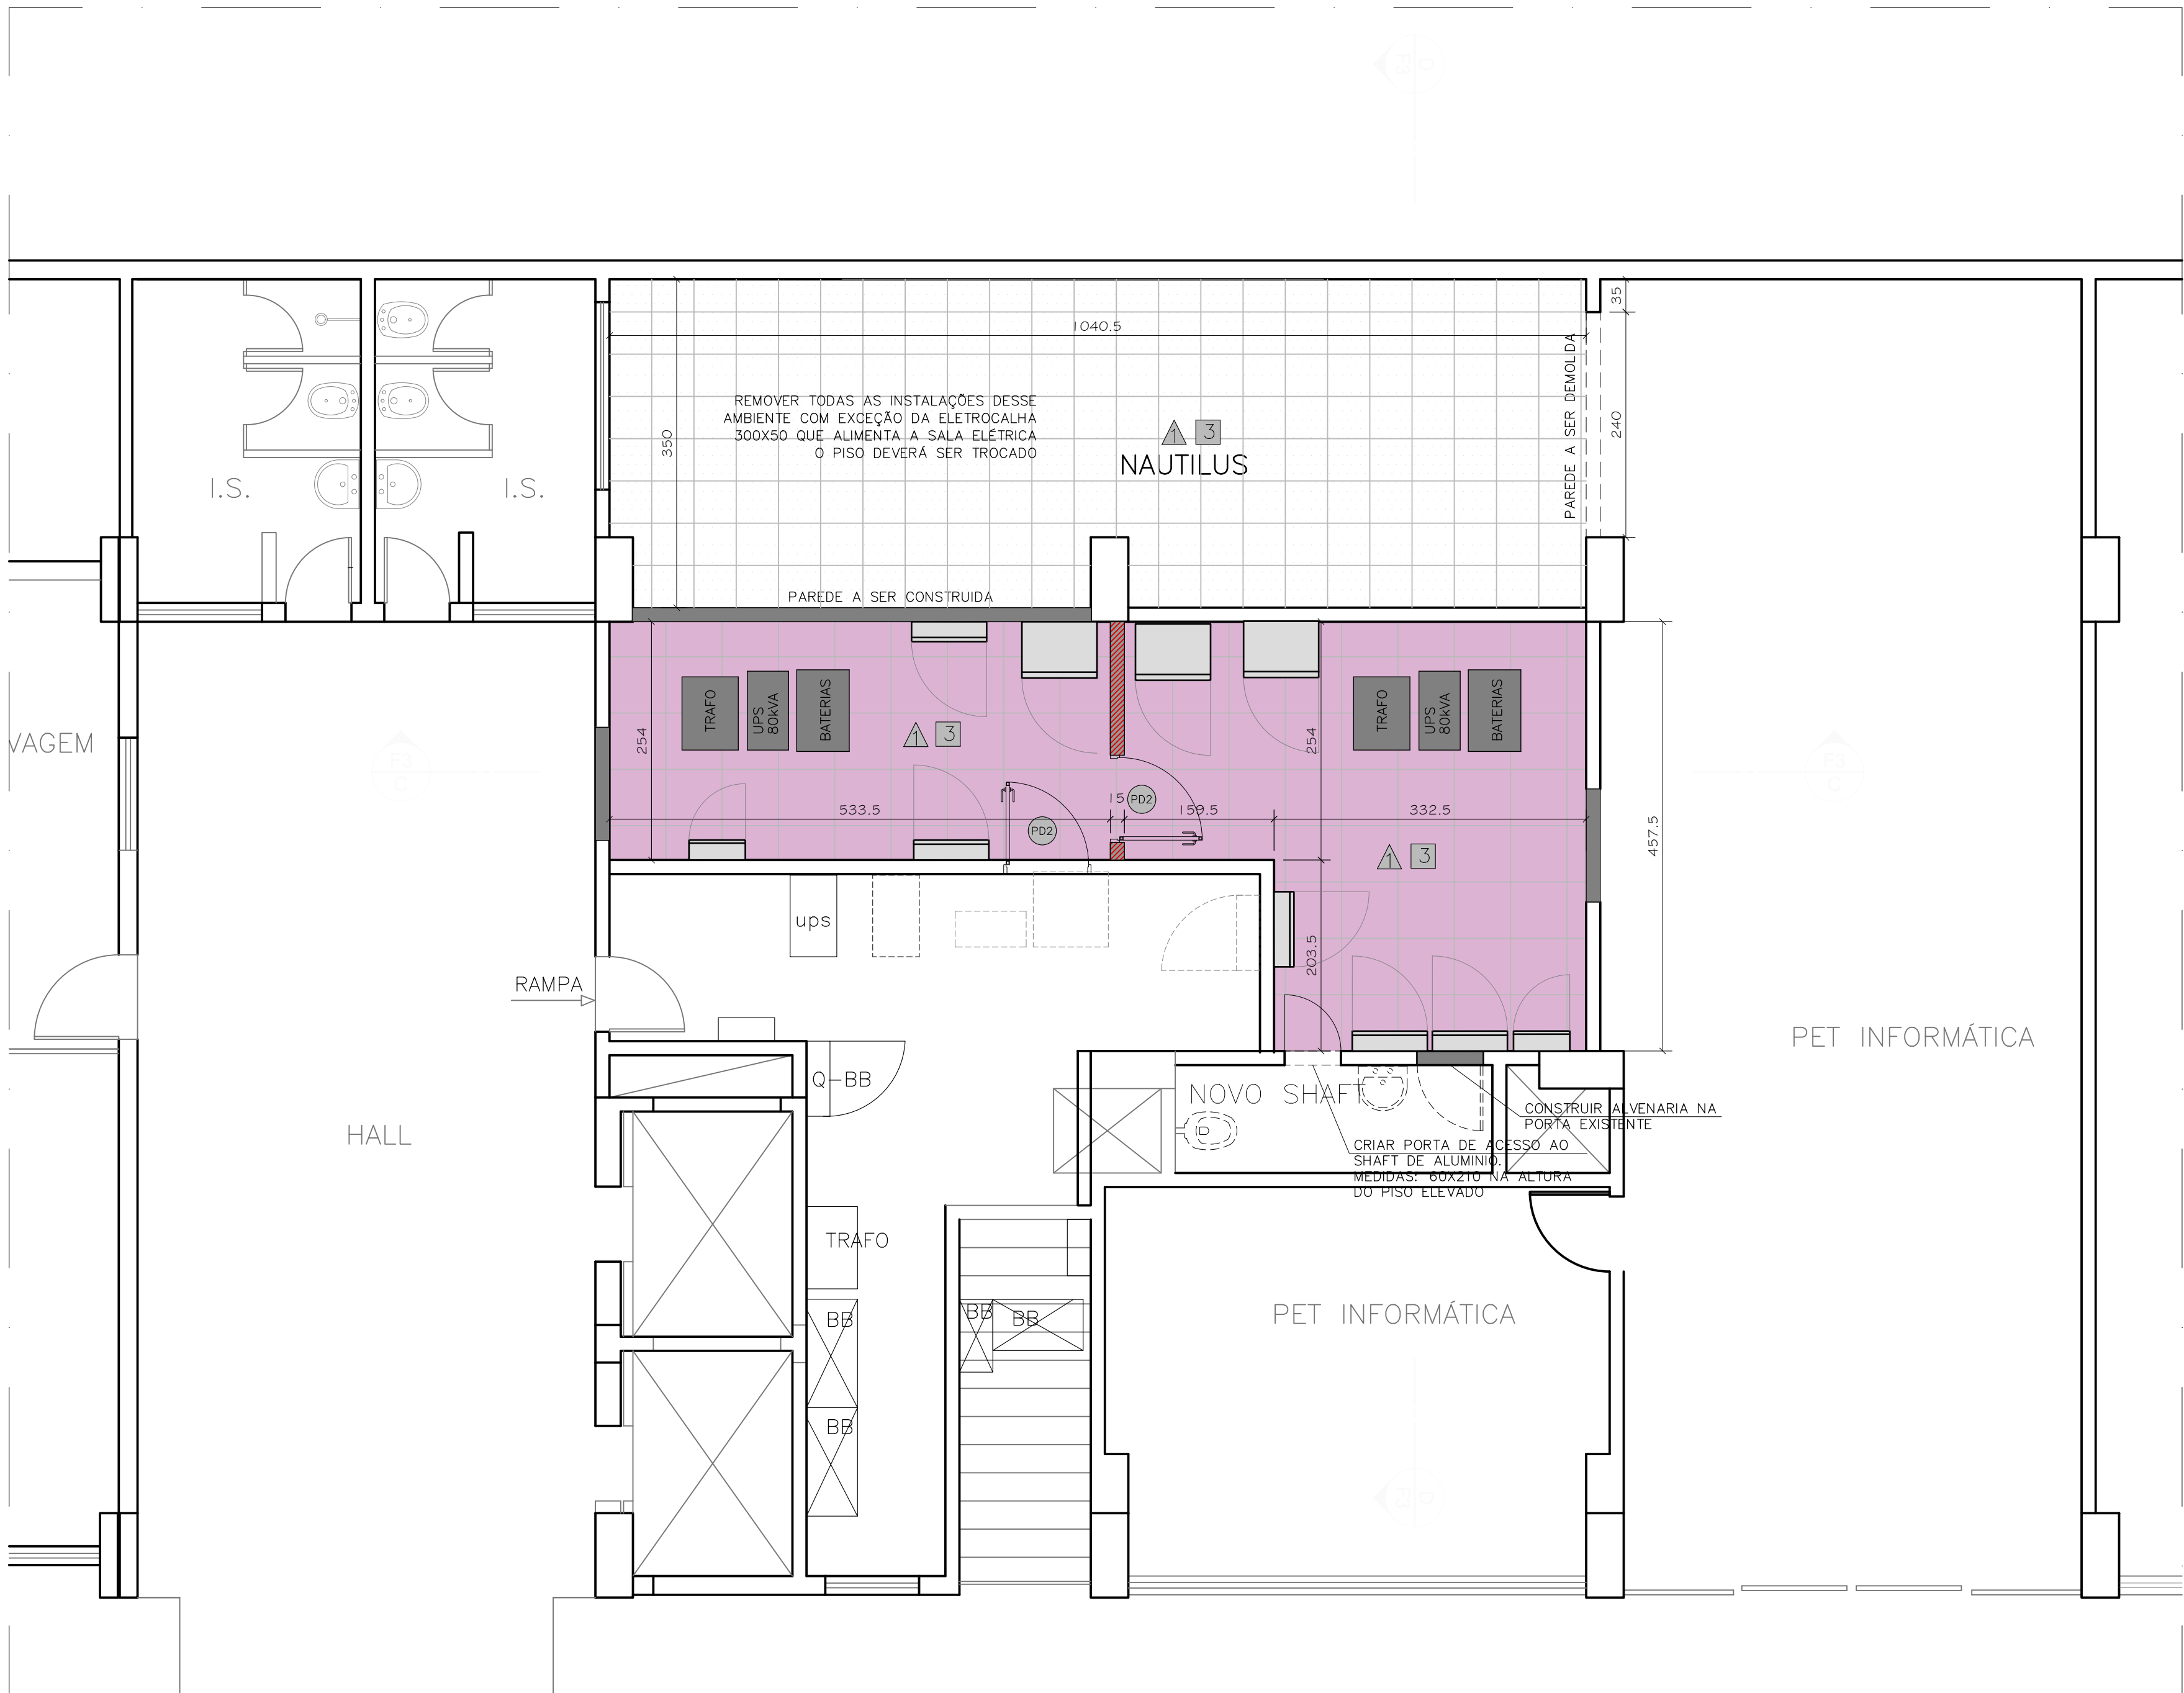 1040.5
35
PAREDE A SER DEMOLDA
240
350
REMOVER TODAS AS INSTALAÇÕES DESSE
AMBIENTE COM EXCEÇÃO DA ELETROCALHA
300X50 QUE ALIMENTA A SALA ELÉTRICA
O PISO DEVERÁ SER TROCADO
1 3
NAUTILUS
I.S.
I.S.
PAREDE A SER CONSTRUIDA
TRAFO
UPS
80kVA
BATERIAS
TRAFO
UPS
80kVA
BATERIAS
VAGEM
254
1 3
254
F3
C
F3
C
533.5
15
PD2
159.5
332.5
PD2
457.5
1 3
ups
203.5
RAMPA
PET INFORMÁTICA
Q-BB
NOVO SHAFT
CONSTRUIR ALVENARIA NA
PORTA EXISTENTE
HALL
CRIAR PORTA DE ACESSO AO
SHAFT DE ALUMINIO.
MEDIDAS: 60X210 NA ALTURA
DO PISO ELEVADO
TRAFO
BB
BB
BB
PET INFORMÁTICA
BB
D
F3
D
F3